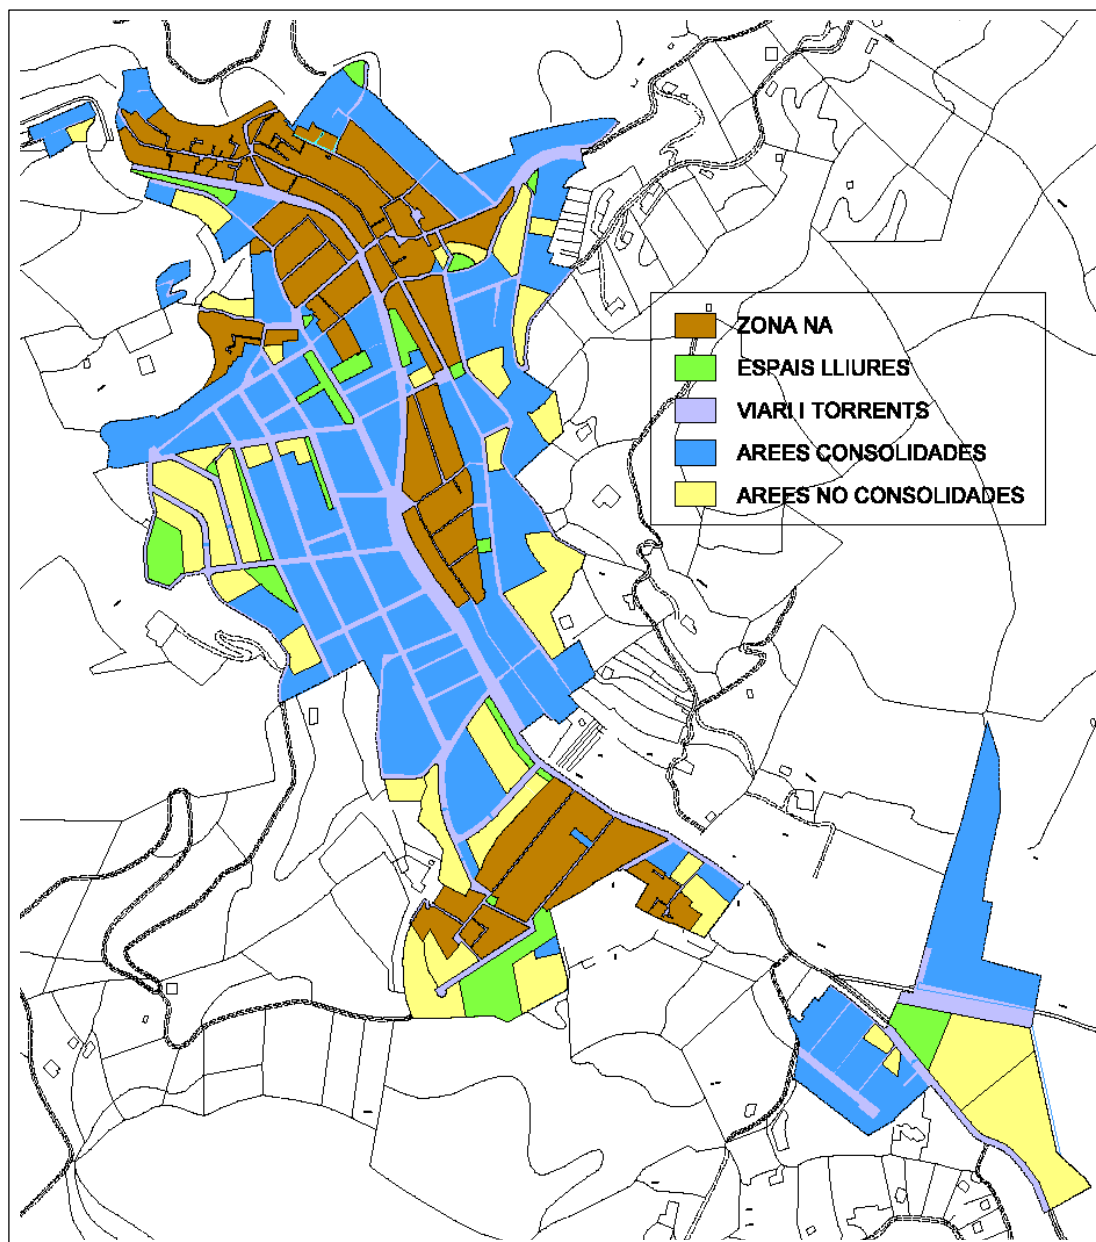 ZONA NA
ESPAIS LLIURES
VIARI I TORRENTS
AREES CONSOLIDADES
AREES NO CONSOLIDADES